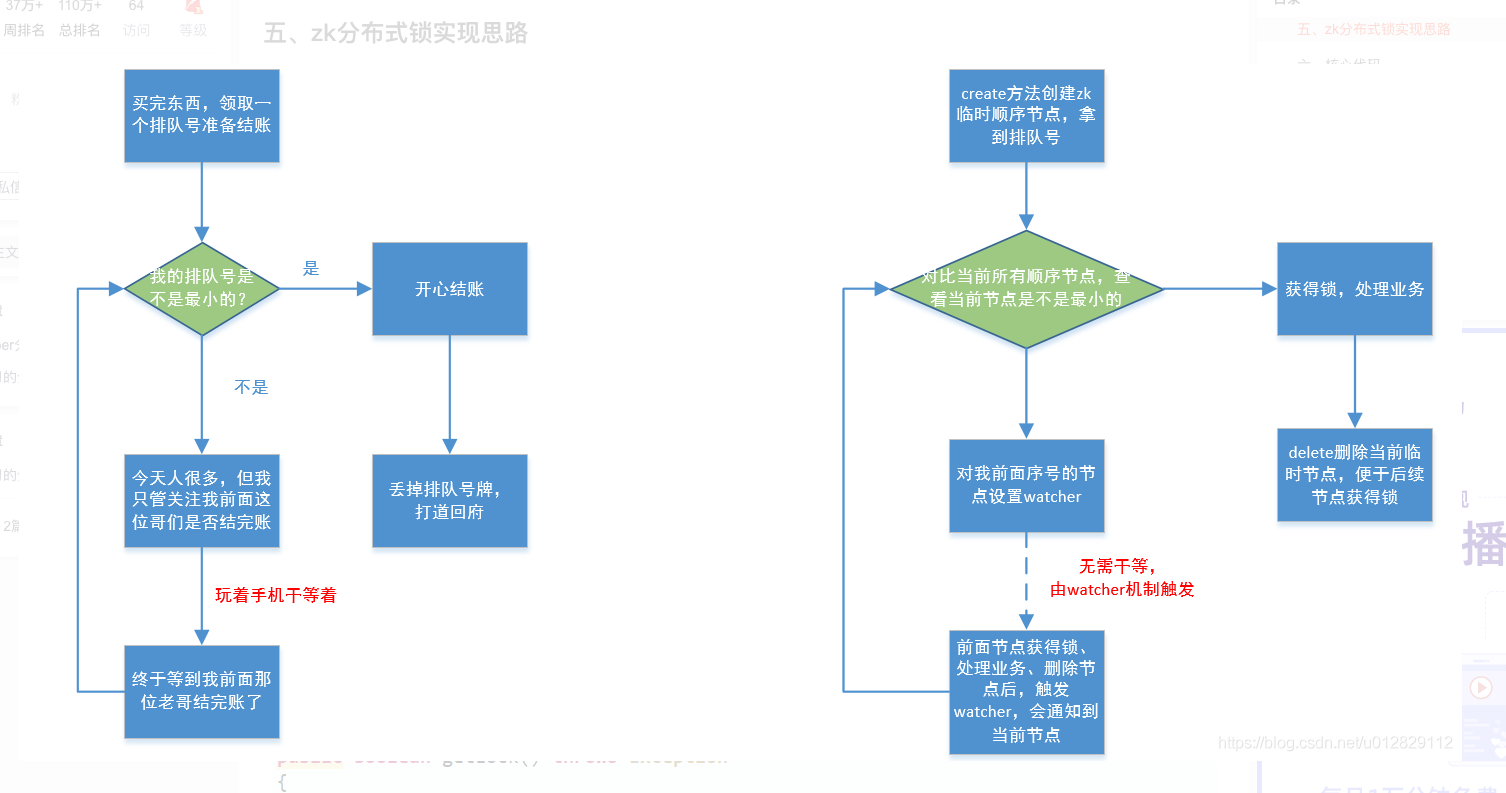 37万+ 110万+ 64
周排名 总排名 访问 等级
五、zk分布式锁实现思路
五、zk分布式锁实现思路
买完东西，领取一
个排队号准备结账
我的排队号是
不是最小的？
是
开心结账
不是
今天人很多，但我
只管关注我前面这
位哥们是否结完账
丢掉排队号牌，
打道回府
玩着手机干等着
终于等到我前面那
位老哥结完账了
create方法创建zk
临时顺序节点，拿
到排队号
对比当前所有顺序节点，查
看当前节点是不是最小的
获得锁，处理业务
对我前面序号的节
点设置watcher
delete删除当前临
时节点，便于后续
节点获得锁
无需干等，
由watcher机制触发
前面节点获得锁、
处理业务、删除节
点后，触发
watcher，会通知到
当前节点
私信
播
https://blog.csdn.net/u012829112
{